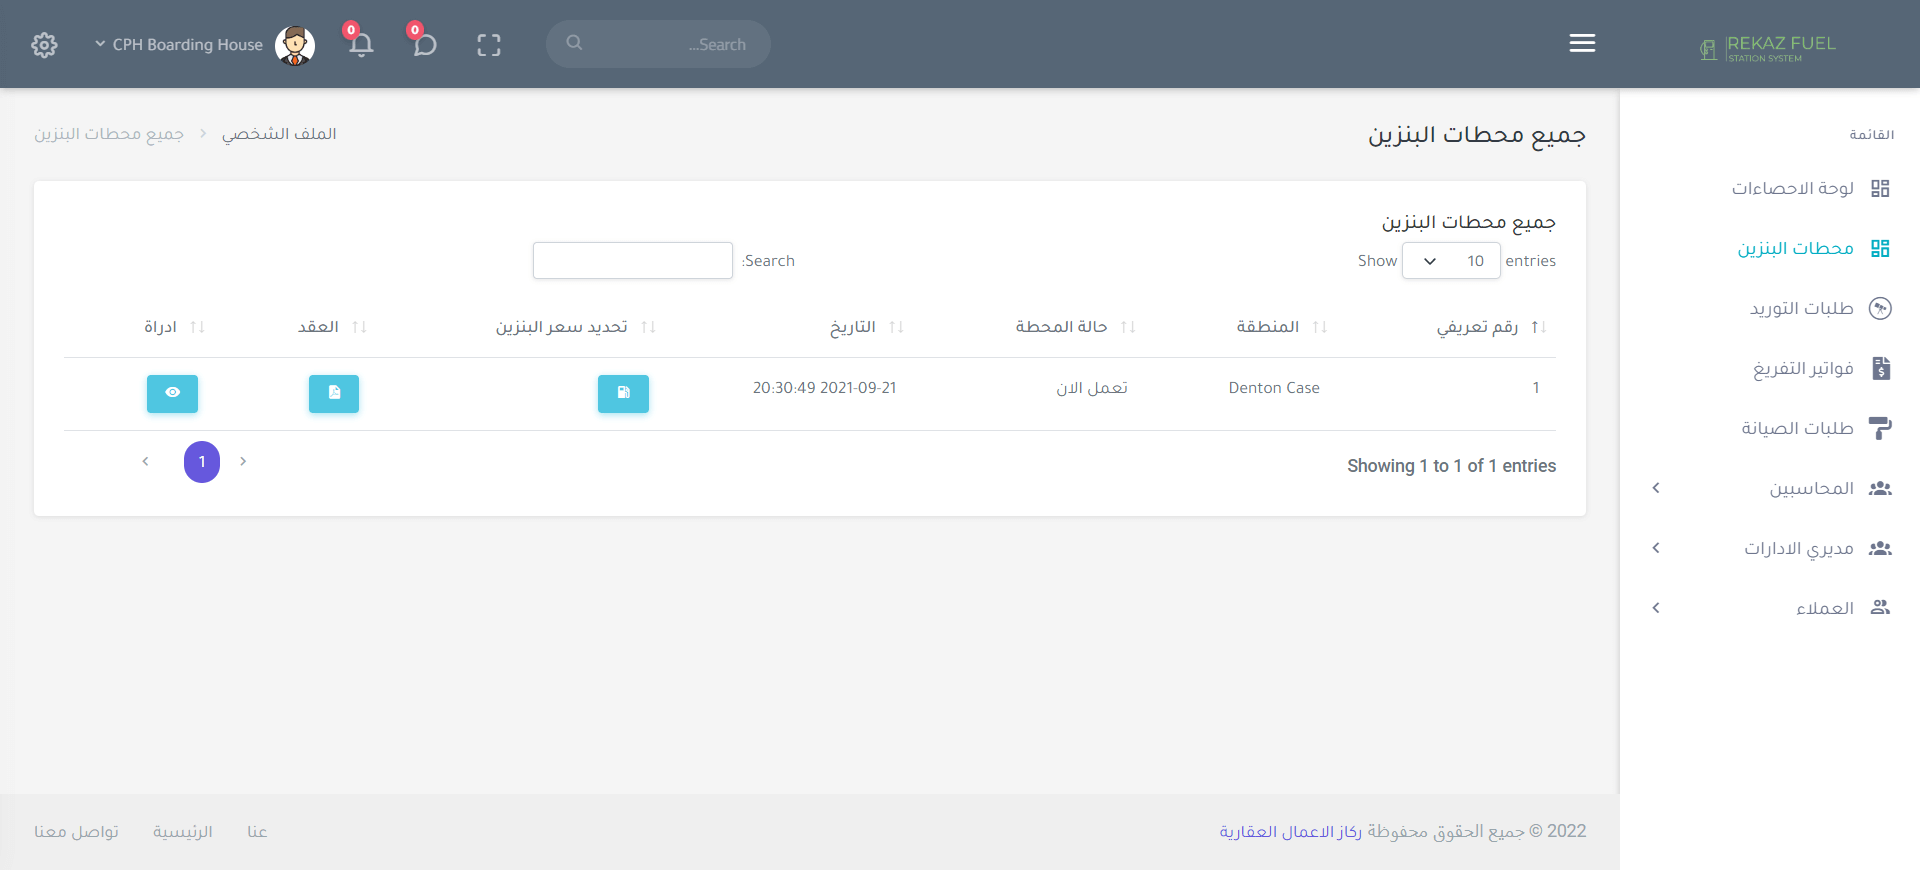 REKAZ FUEL
STATION SYSTEM
Search...
0
0
CPH Boarding House
القائمة
لوحة الاحصاءات
محطات البنزين
طلبات التوريد
فواتير التفريغ
طلبات الصيانة
المحاسبين
مديري الادارات
العملاء
جميع محطات البنزين
الملف الشخصي
جميع محطات البنزين
جميع محطات البنزين
Show 10 entries
Search:
رقم تعريفي المنطقة حالة المحطة التاريخ تحديد سعر البنزين العقد ادراة
1 Denton Case تعمل الان 2021-09-21 20:30:49
Showing 1 to 1 of 1 entries
1
2022 © جميع الحقوق محفوظة ركاز الاعمال العقارية
عنا الرئيسية تواصل معنا